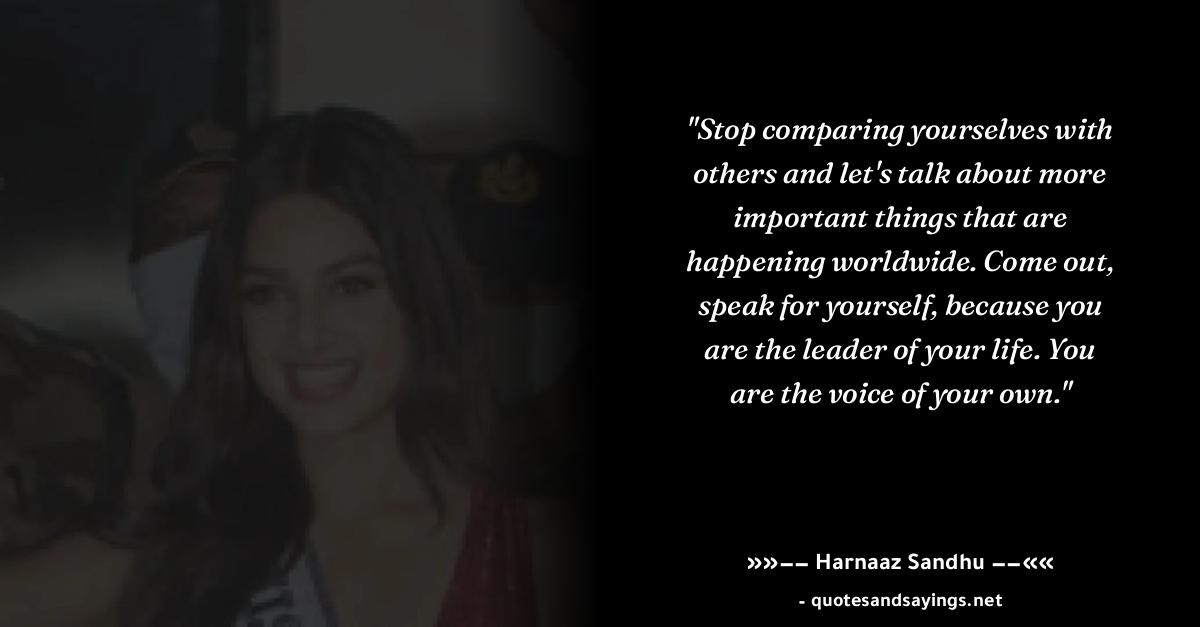 "Stop comparing yourselves with
others and let's talk about more
important things that are
happening worldwide. Come out,
speak for yourself, because you
are the leader of your life. You
are the voice of your own."
»»−− Harnaaz Sandhu −−««
- quotesandsayings.net